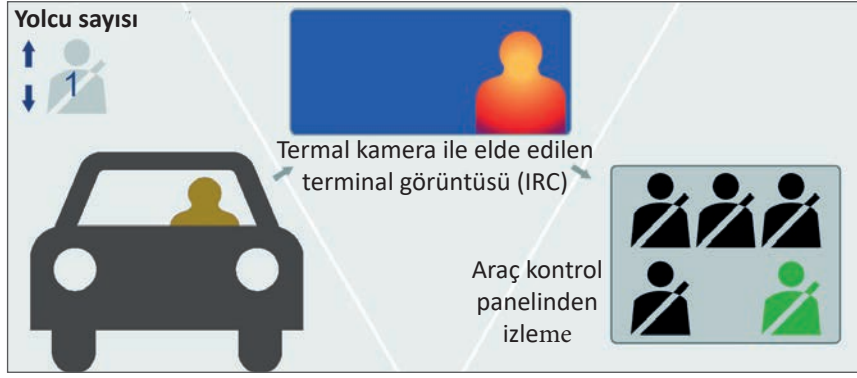 Yolcu sayısı
1
Termal kamera ile elde edilen
terminal görüntüsü (IRC)
Araç kontrol
panelinden
izleme